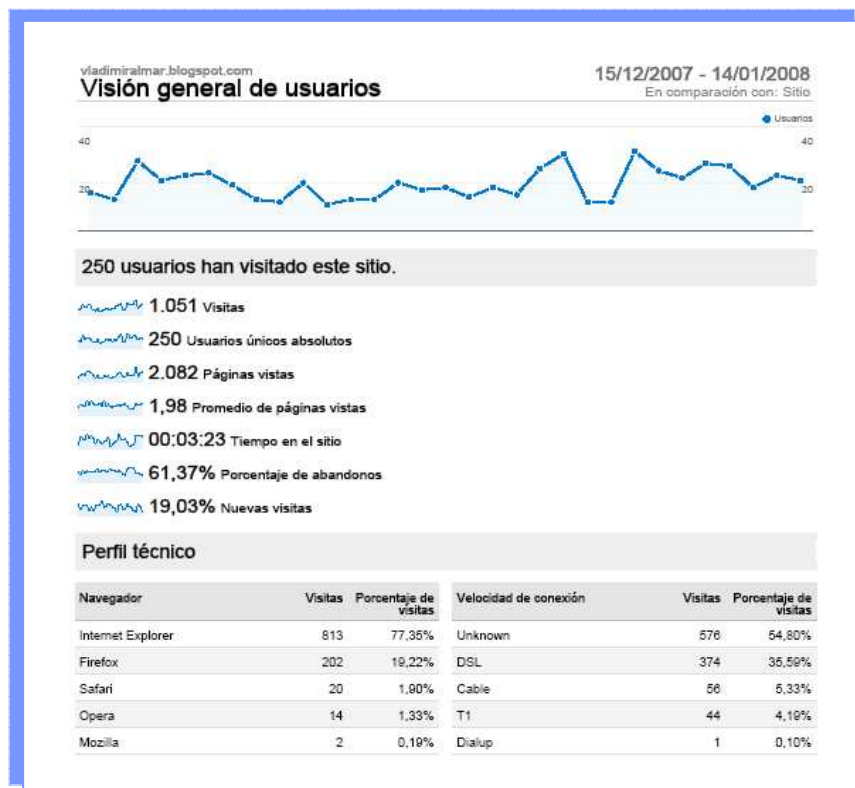 vladimiralmar.blogspot.com
Visión general de usuarios
15/12/2007 - 14/01/2008
En comparación con: Sitio
Usuarios
40 40
20 20
250 usuarios han visitado este sitio.
1.051 Visitas
250 Usuarios únicos absolutos
2.082 Páginas vistas
1,98 Promedio de páginas vistas
00:03:23 Tiempo en el sitio
61,37% Porcentaje de abandonos
19,03% Nuevas visitas
Perfil técnico
Navegador Visitas Porcentaje de visitas Velocidad de conexión Visitas Porcentaje de visitas
Internet Explorer 813 77,35% Unknown 576 54,80%
Firefox 202 19,22% DSL 374 35,59%
Safari 20 1,90% Cable 56 5,33%
Opera 14 1,33% T1 44 4,19%
Mozilla 2 0,19% Dialup 1 0,10%